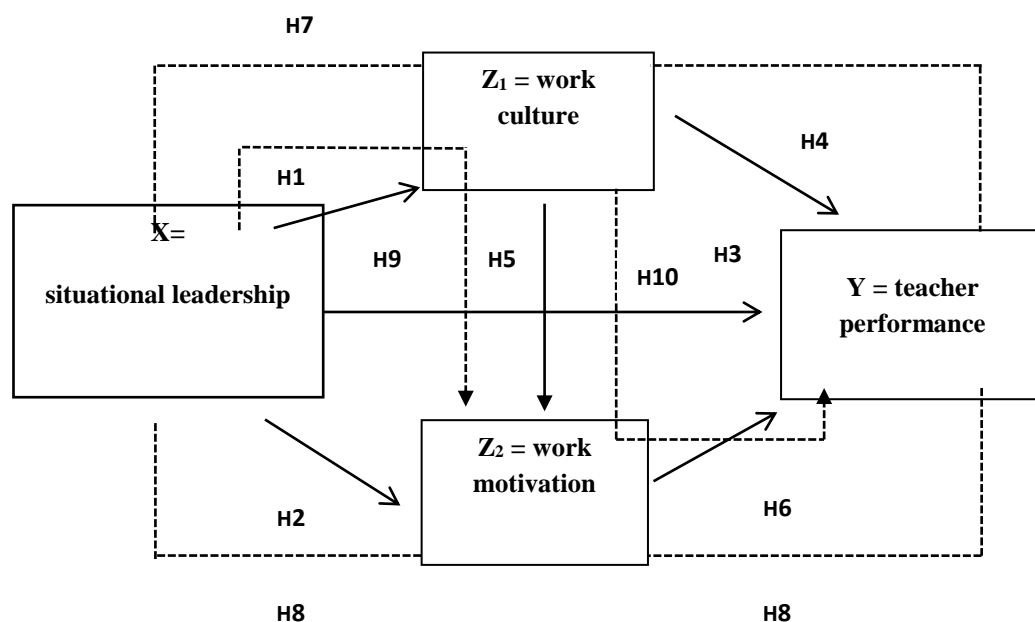 H7
Z₁ = work
culture
H4
H1
X=
H9
H5
H3
H10
situational leadership
Y = teacher
performance
Z₂ = work
motivation
H2
H6
H8
H8